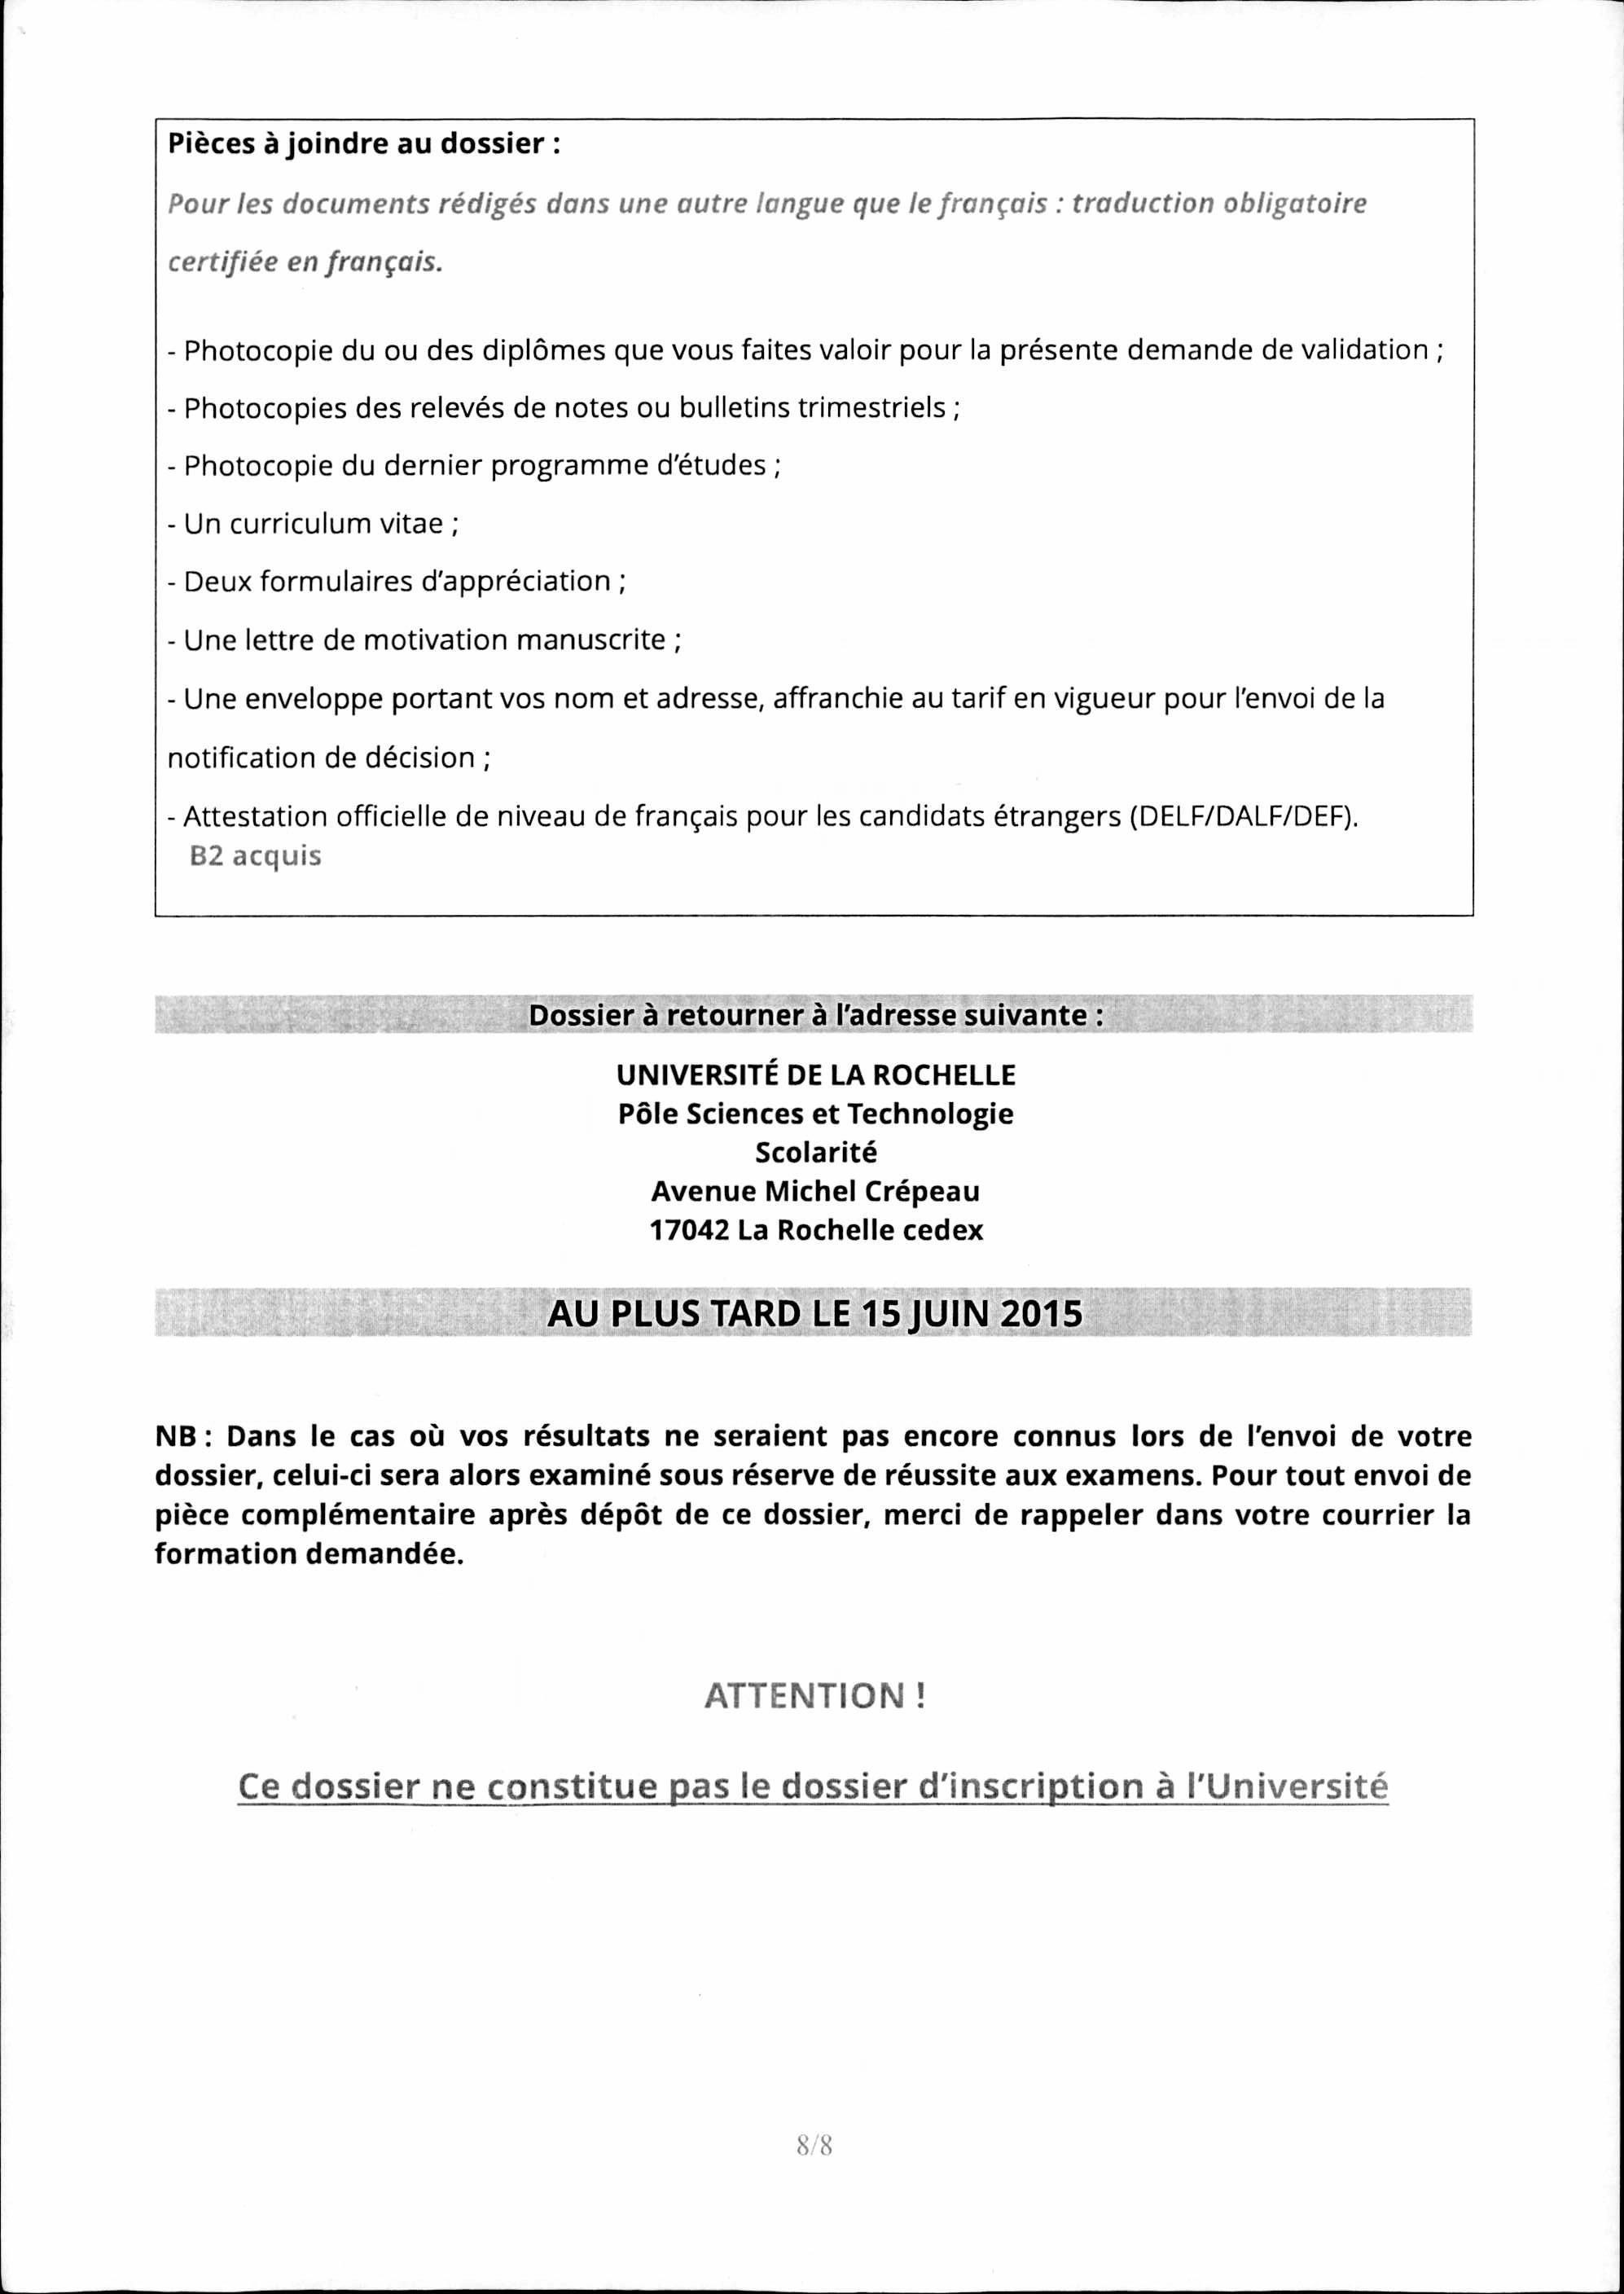 Pièces à joindre au dossier :
Pour les documents rédigés dans une autre langue que le français : traduction obligatoire
certifiée en français.
- Photocopie du ou des diplômes que vous faites valoir pour la présente demande de validation ;
- Photocopies des relevés de notes ou bulletins trimestriels ;
- Photocopie du dernier programme d’études ;
- Un curriculum vitae ;
- Deux formulaires d’appréciation ;
- Une lettre de motivation manuscrite ;
- Une enveloppe portant vos nom et adresse, affranchie au tarif en vigueur pour l’envoi de la
notification de décision ;
- Attestation officielle de niveau de français pour les candidats étrangers (DELF/DALF/DEF).
B2 acquis
Dossier à retourner à l’adresse suivante :
UNIVERSITÉ DE LA ROCHELLE
Pôle Sciences et Technologie
Scolarité
Avenue Michel Crépeau
17042 La Rochelle cedex
AU PLUS TARD LE 15 JUIN 2015
NB : Dans le cas où vos résultats ne seraient pas encore connus lors de l’envoi de votre
dossier, celui-ci sera alors examiné sous réserve de réussite aux examens. Pour tout envoi de
pièce complémentaire après dépôt de ce dossier, merci de rappeler dans votre courrier la
formation demandée.
ATTENTION !
Ce dossier ne constitue pas le dossier d’inscription à l’Université
8/8